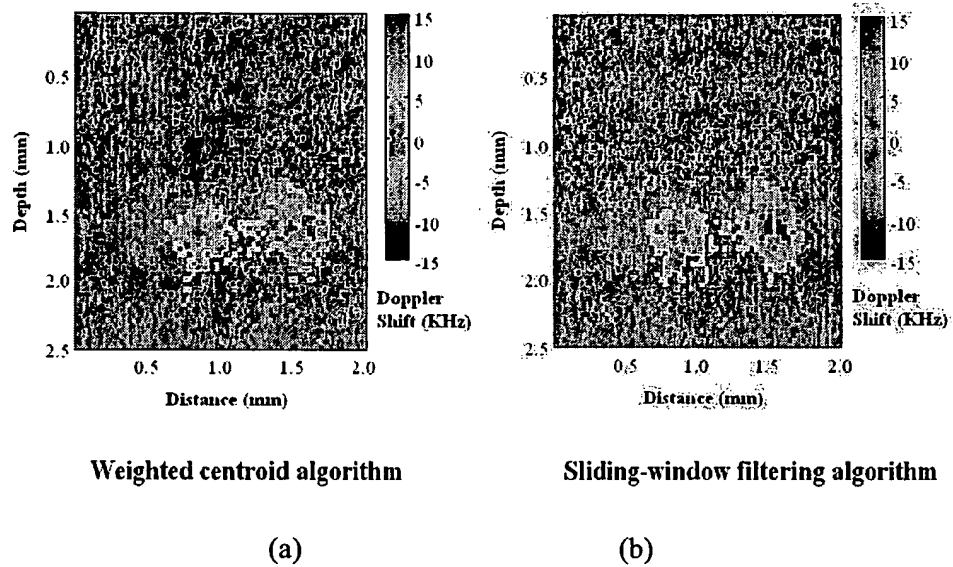 15
10
5
0
-5
-10
-15
Doppler
Shift (KHz)
Depth (mm)
0.5
1.0
1.5
2.0
2.5
0.5 1.0 1.5 2.0
Distance (mm)
15
10
5
0
-5
-10
-15
Doppler
Shift (KHz)
Depth (mm)
0.5
1.0
1.5
2.0
2.5
0.5 1.0 1.5 2.0
Distance (mm)
Weighted centroid algorithm
Sliding-window filtering algorithm
(a)
(b)